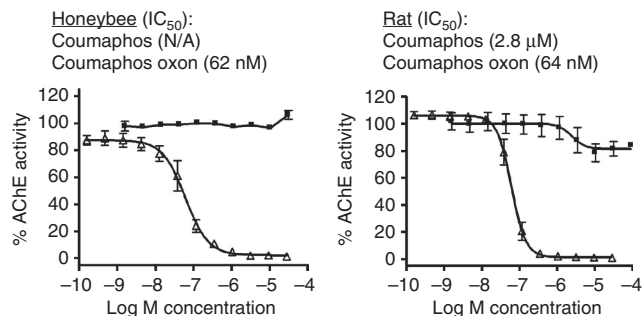 Honeybee (IC50):
Coumaphos (N/A)
Coumaphos oxon (62 nM)
% AChE activity
120
100
80
60
40
20
0
−10 −9 −8 −7 −6 −5 −4
Log M concentration
Rat (IC50):
Coumaphos (2.8 μM)
Coumaphos oxon (64 nM)
% AChE activity
120
100
80
60
40
20
0
−10 −9 −8 −7 −6 −5 −4
Log M concentration